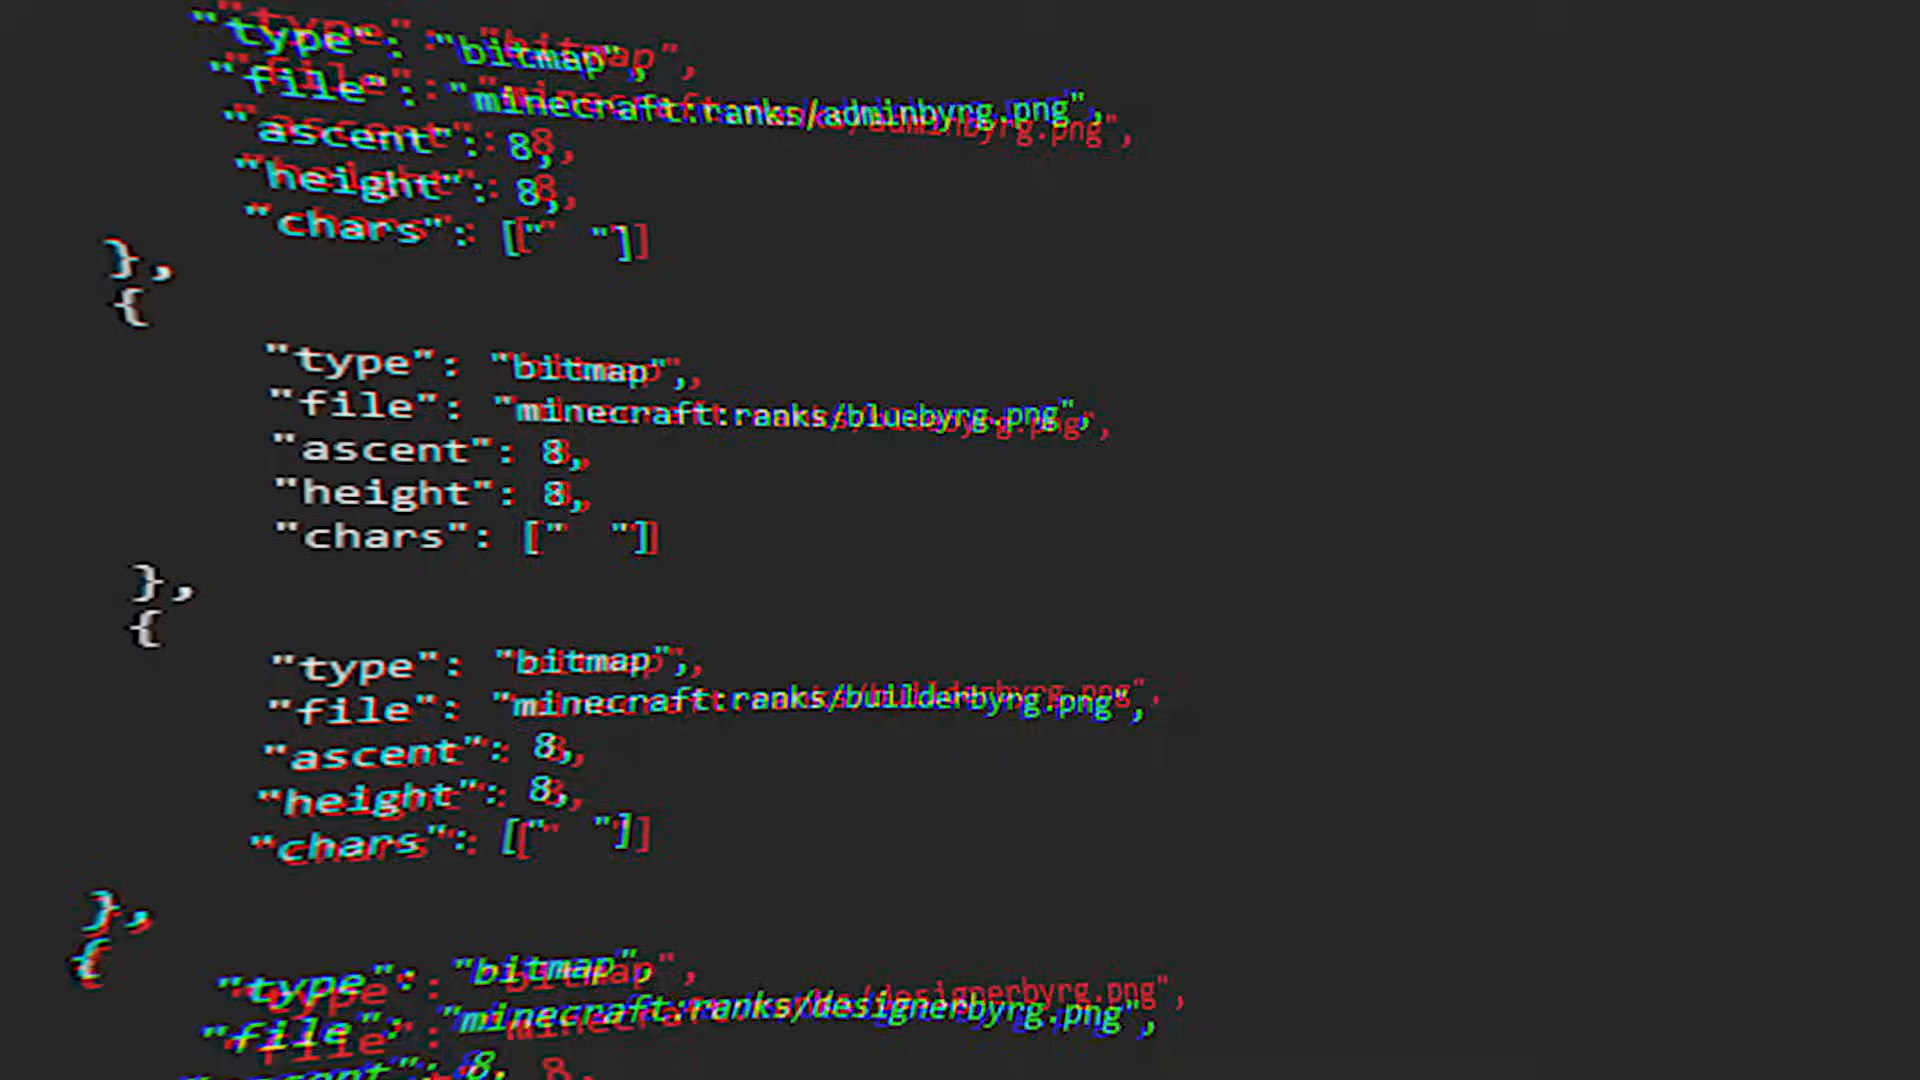 "type": "bitmap",
"file": "minecraft:ranks/adminbyrg.png",
"ascent": 8,
"height": 8,
"chars": ["  "]
},
{
"type": "bitmap",
"file": "minecraft:ranks/bluebyrg.png",
"ascent": 8,
"height": 8,
"chars": ["  "]
},
{
"type": "bitmap",
"file": "minecraft:ranks/builderbyrg.png",
"ascent": 8,
"height": 8,
"chars": ["  "]
},
{
"type": "bitmap",
"file": "minecraft:ranks/designerbyrg.png",
"ascent": 8,